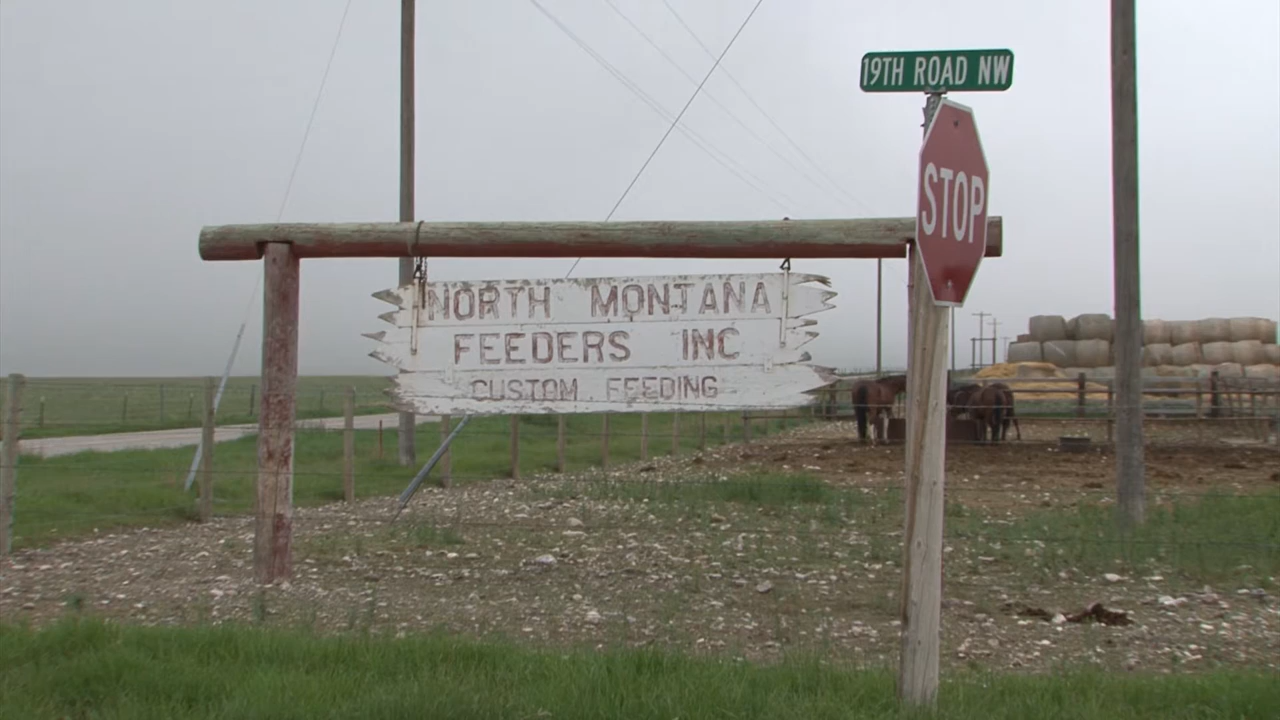 19TH ROAD NW
STOP
NORTH MONTANA
FEEDERS INC
CUSTOM FEEDING